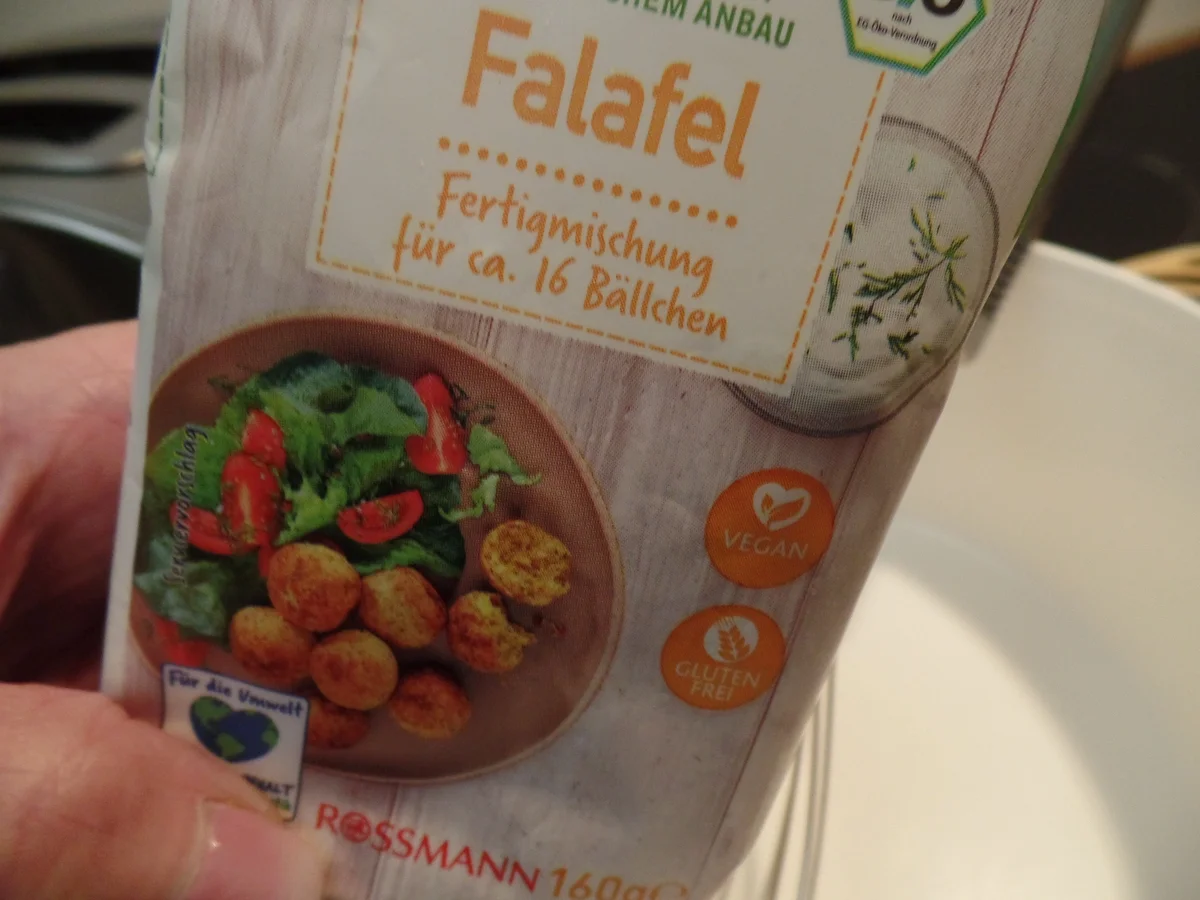 ANBAU
nach
EG-Öko-Verordnung
Falafel
Fertigmischung
für ca. 16 Bällchen
VEGAN
GLUTEN
FREI
Für die Umwelt
ROSSMANN 160g